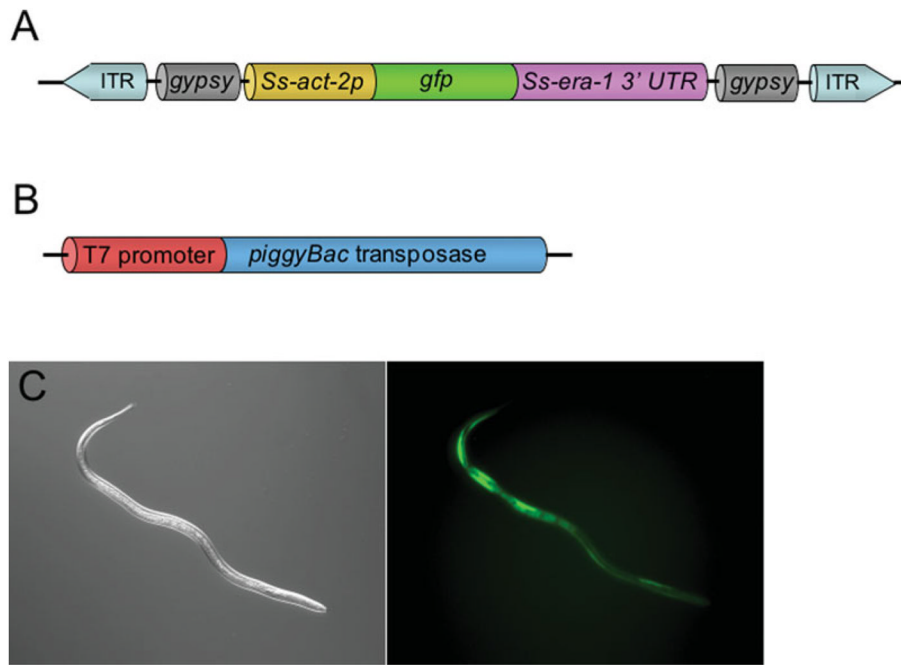 A
ITR gypsy Ss-act-2p gfp Ss-era-1 3' UTR gypsy ITR
B
T7 promoter piggyBac transposase
C